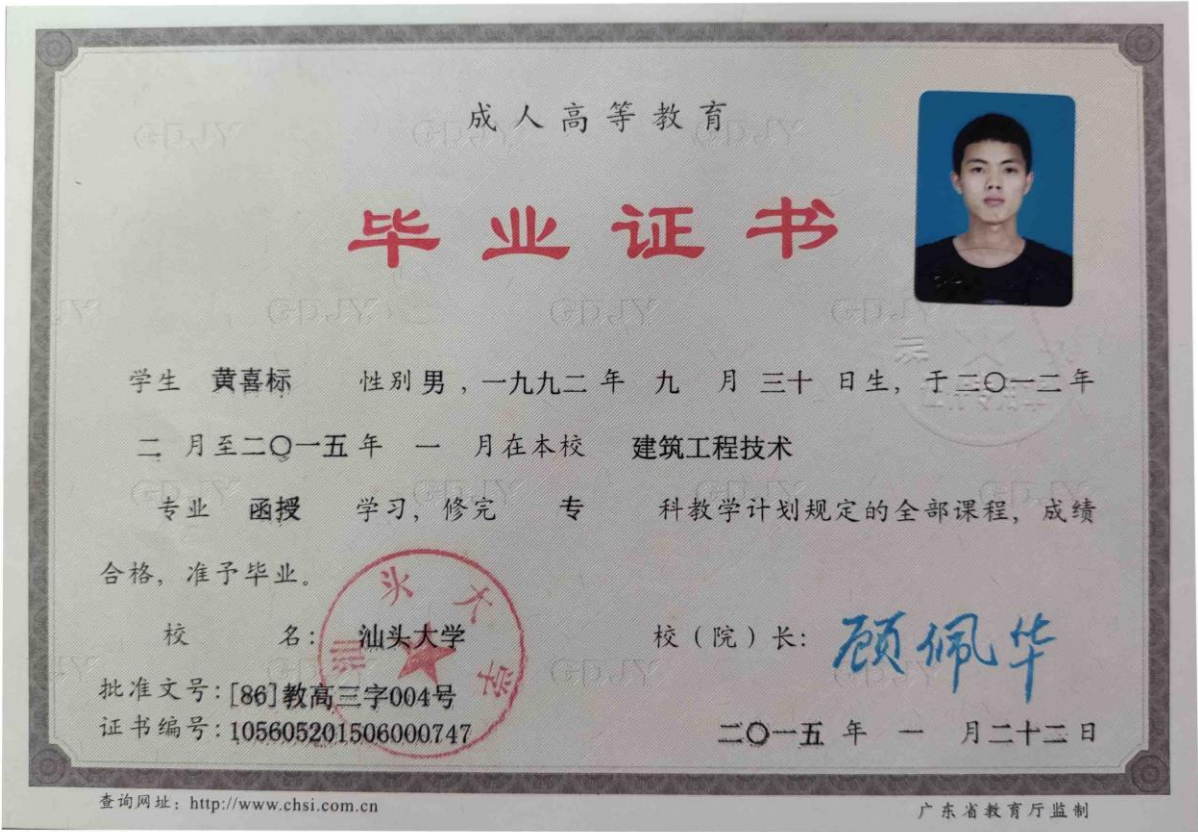 成人高等教育
毕业证书
学生 黄喜标 性别 男 ,一九九二 年 九 月 三十 日生, 于二〇一二年
二 月至二〇一五年 一 月在本校 建筑工程技术
专业 函授 学习, 修完 专 科教学计划规定的全部课程, 成绩
合格, 准予毕业。
校 名: 汕头大学 校(院)长: 顾佩华
批准文号:[86]教高三字004号
证书编号:105605201506000747 二〇一五 年 一 月二十二日
查询网址: http://www.chsi.com.cn 广东省教育厅监制
汕头大学
GDJY